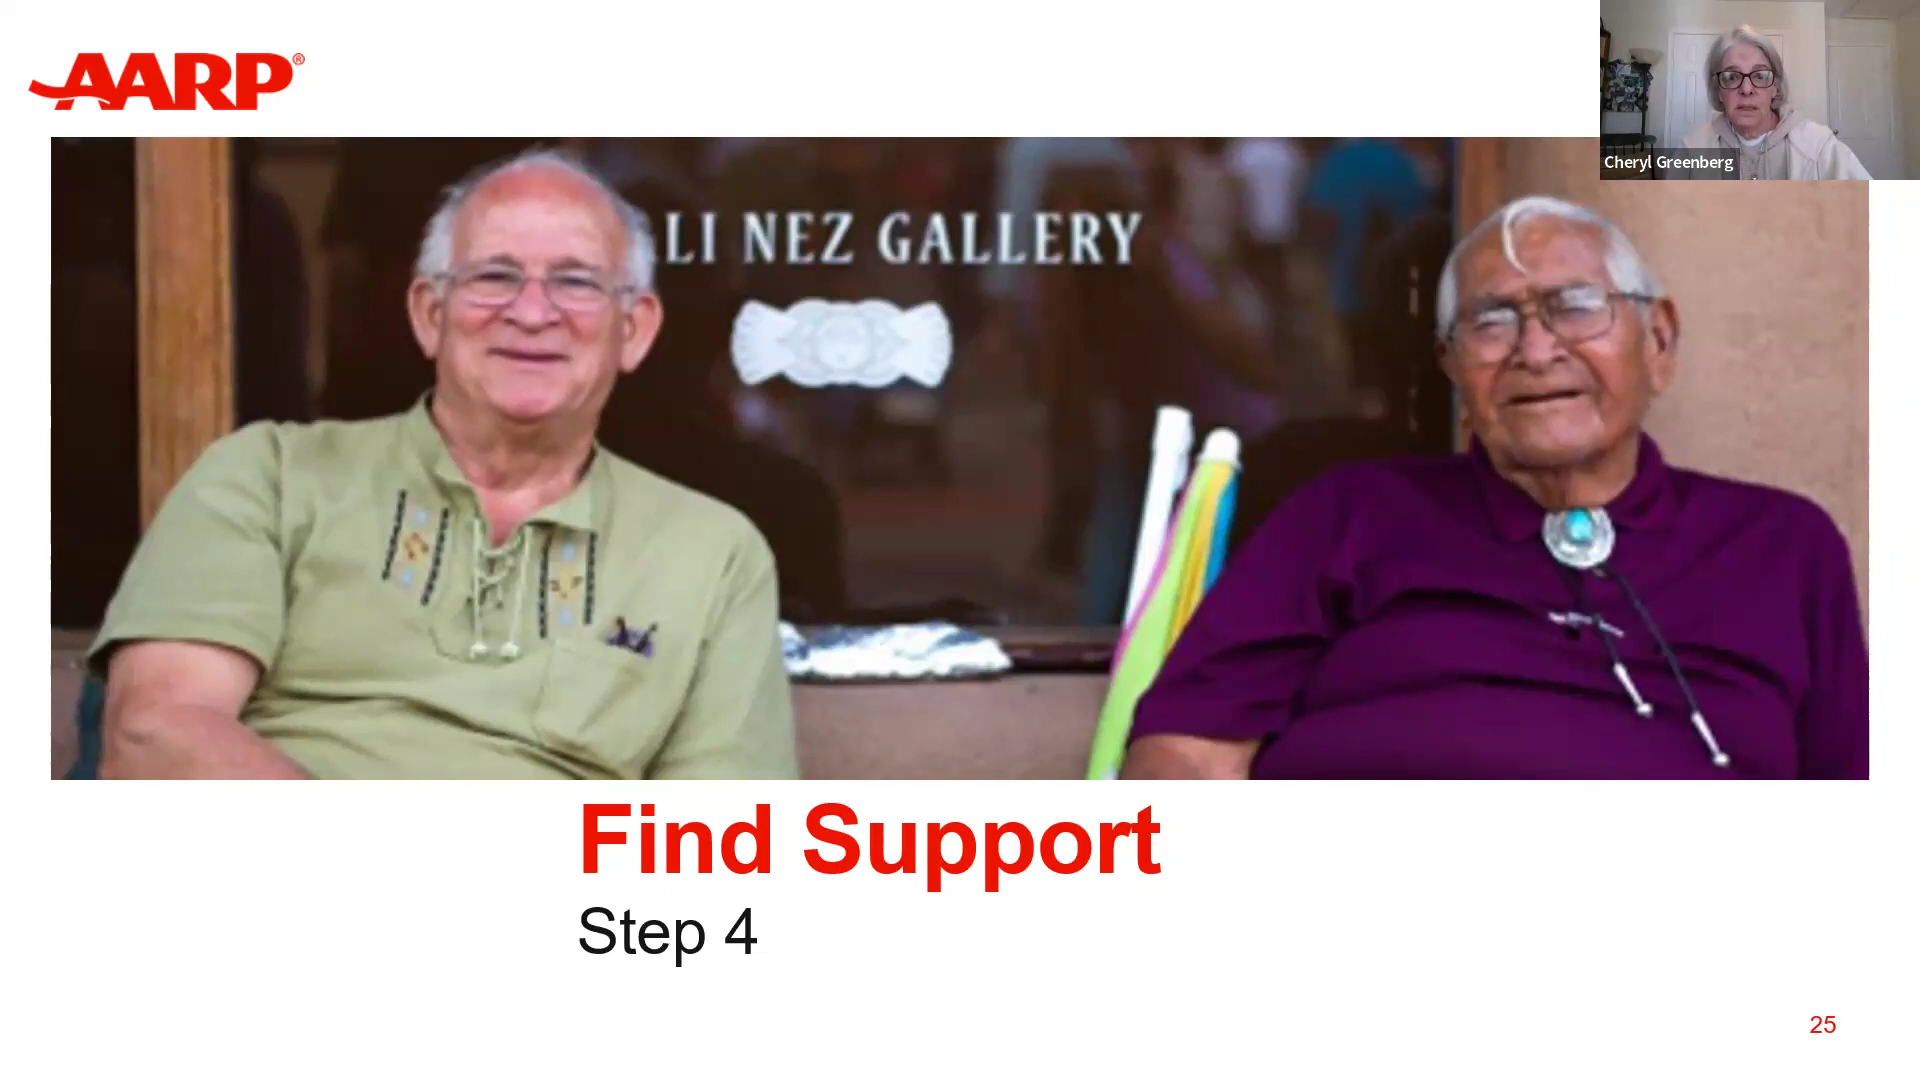 AARP®
Cheryl Greenberg
LI NEZ GALLERY
Find Support
Step 4
25